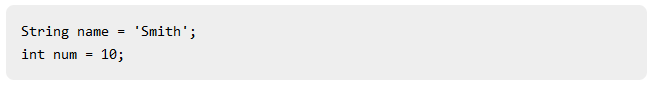 String name = 'Smith';
int num = 10;